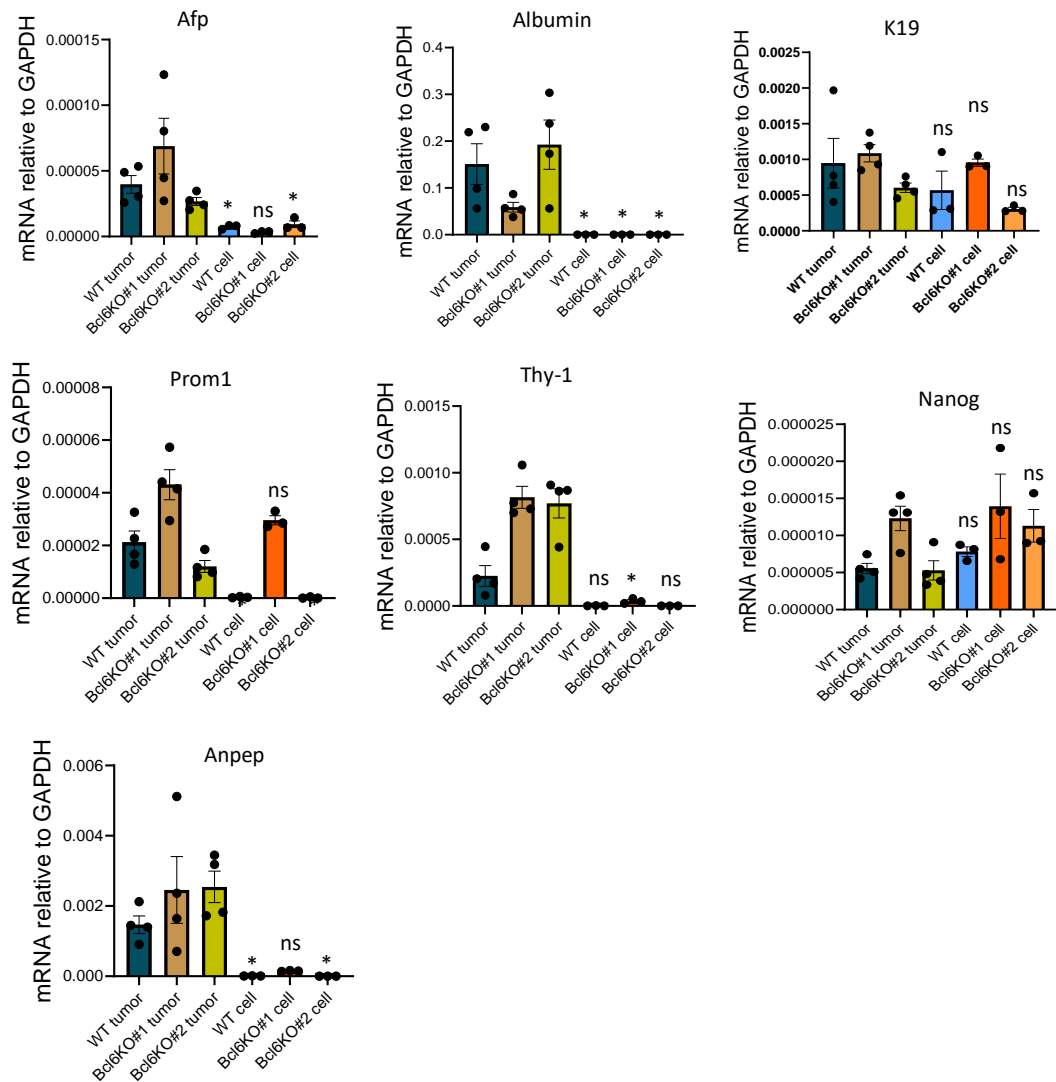 Afp
mRNA relative to GAPDH
0.00015
0.00010
0.00005
0.00000
*
ns
*
WT tumor
Bcl6KO#1 tumor
Bcl6KO#2 tumor
WT cell
Bcl6KO#1 cell
Bcl6KO#2 cell
Albumin
mRNA relative to GAPDH
0.4
0.3
0.2
0.1
0.0
*
*
*
WT tumor
Bcl6KO#1 tumor
Bcl6KO#2 tumor
WT cell
Bcl6KO#1 cell
Bcl6KO#2 cell
K19
mRNA relative to GAPDH
0.0025
0.0020
0.0015
0.0010
0.0005
0.0000
ns
ns
ns
WT tumor
Bcl6KO#1 tumor
Bcl6KO#2 tumor
WT cell
Bcl6KO#1 cell
Bcl6KO#2 cell
Prom1
mRNA relative to GAPDH
0.00008
0.00006
0.00004
0.00002
0.00000
*
ns
*
WT tumor
Bcl6KO#1 tumor
Bcl6KO#2 tumor
WT cell
Bcl6KO#1 cell
Bcl6KO#2 cell
Thy-1
mRNA relative to GAPDH
0.0015
0.0010
0.0005
0.0000
ns
*
ns
WT tumor
Bcl6KO#1 tumor
Bcl6KO#2 tumor
WT cell
Bcl6KO#1 cell
Bcl6KO#2 cell
Nanog
mRNA relative to GAPDH
0.000025
0.000020
0.000015
0.000010
0.000005
0.000000
ns
ns
ns
WT tumor
Bcl6KO#1 tumor
Bcl6KO#2 tumor
WT cell
Bcl6KO#1 cell
Bcl6KO#2 cell
Anpep
mRNA relative to GAPDH
0.006
0.004
0.002
0.000
*
ns
*
WT tumor
Bcl6KO#1 tumor
Bcl6KO#2 tumor
WT cell
Bcl6KO#1 cell
Bcl6KO#2 cell